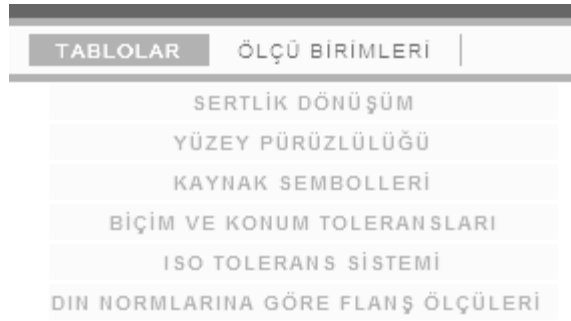 TABLOLAR ÖLÇÜ BİRİMLERİ
SERTLİK DÖNÜŞÜM
YÜZEY PÜRÜZLÜLÜĞÜ
KAYNAK SEMBOLLERİ
BİÇİM VE KONUM TOLERANSLARI
ISO TOLERANS SİSTEMİ
DIN NORMLARINA GÖRE FLANŞ ÖLÇÜLERİ